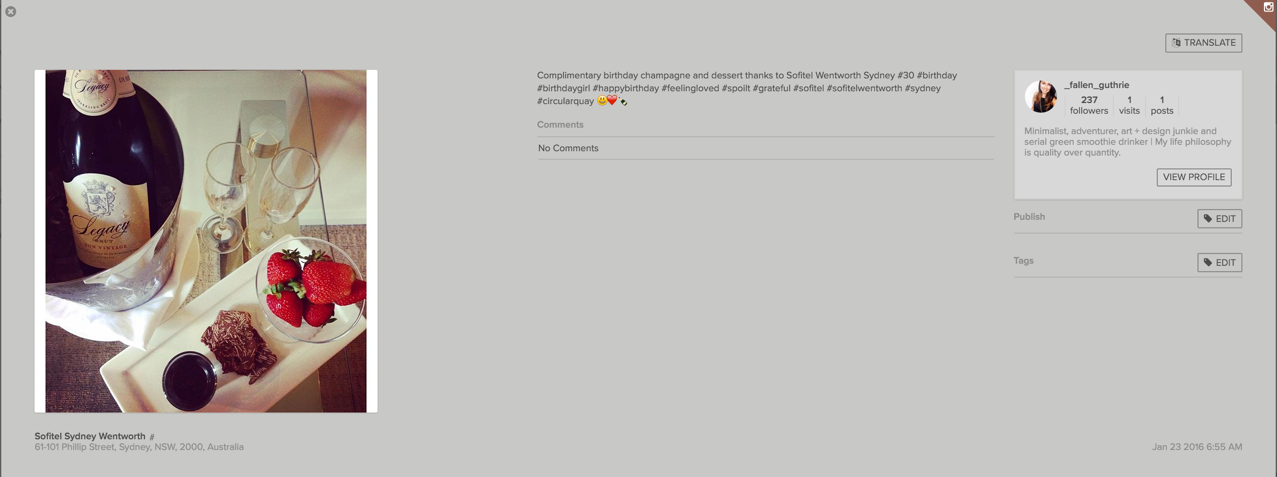 TRANSLATE
Legacy
Legacy
BRUT
NON VINTAGE
Complimentary birthday champagne and dessert thanks to Sofitel Wentworth Sydney #30 #birthday
#birthdaygirl #happybirthday #feelingloved #spoilt #grateful #sofitel #sofitelwentworth #sydney
#circularquay 😀❤️🍾
Comments
No Comments
_fallen_guthrie
237 1 1
followers visits posts
Minimalist, adventurer, art + design junkie and
serial green smoothie drinker | My life philosophy
is quality over quantity.
VIEW PROFILE
Publish
EDIT
Tags
EDIT
Sofitel Sydney Wentworth #
61-101 Phillip Street, Sydney, NSW, 2000, Australia
Jan 23 2016 6:55 AM